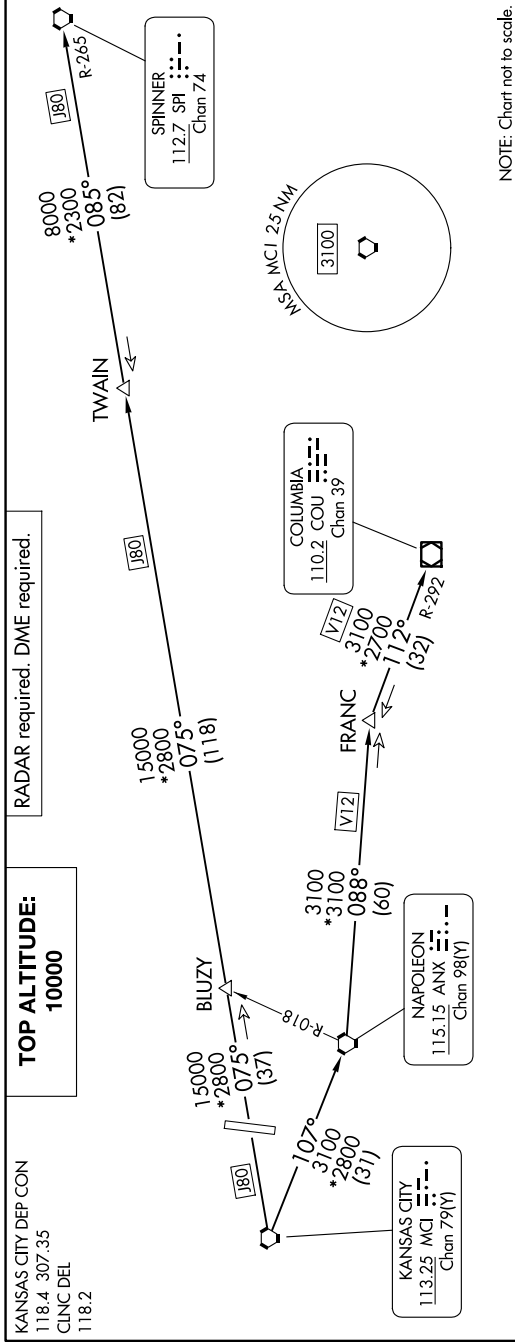 KANSAS CITY DEP CON
118.4 307.35
CLNC DEL
118.2
TOP ALTITUDE:
10000
RADAR required. DME required.
J80
15000
*2800
075°
(37)
BLUZY
R-018
15000
*2800
075°
(118)
J80
TWAIN
8000
*2300
085°
(82)
J80
R-265
SPINNER
112.7 SPI
Chan 74
107°
3100
*2800
(31)
KANSAS CITY
113.25 MCI
Chan 79(Y)
NAPOLEON
115.15 ANX
Chan 98(Y)
3100
*3100
088°
(60)
V12
FRANC
V12
3100
*2700
112°
(32)
R-292
COLUMBIA
110.2 COU
Chan 39
MSA MCI 25 NM
3100
NOTE: Chart not to scale.